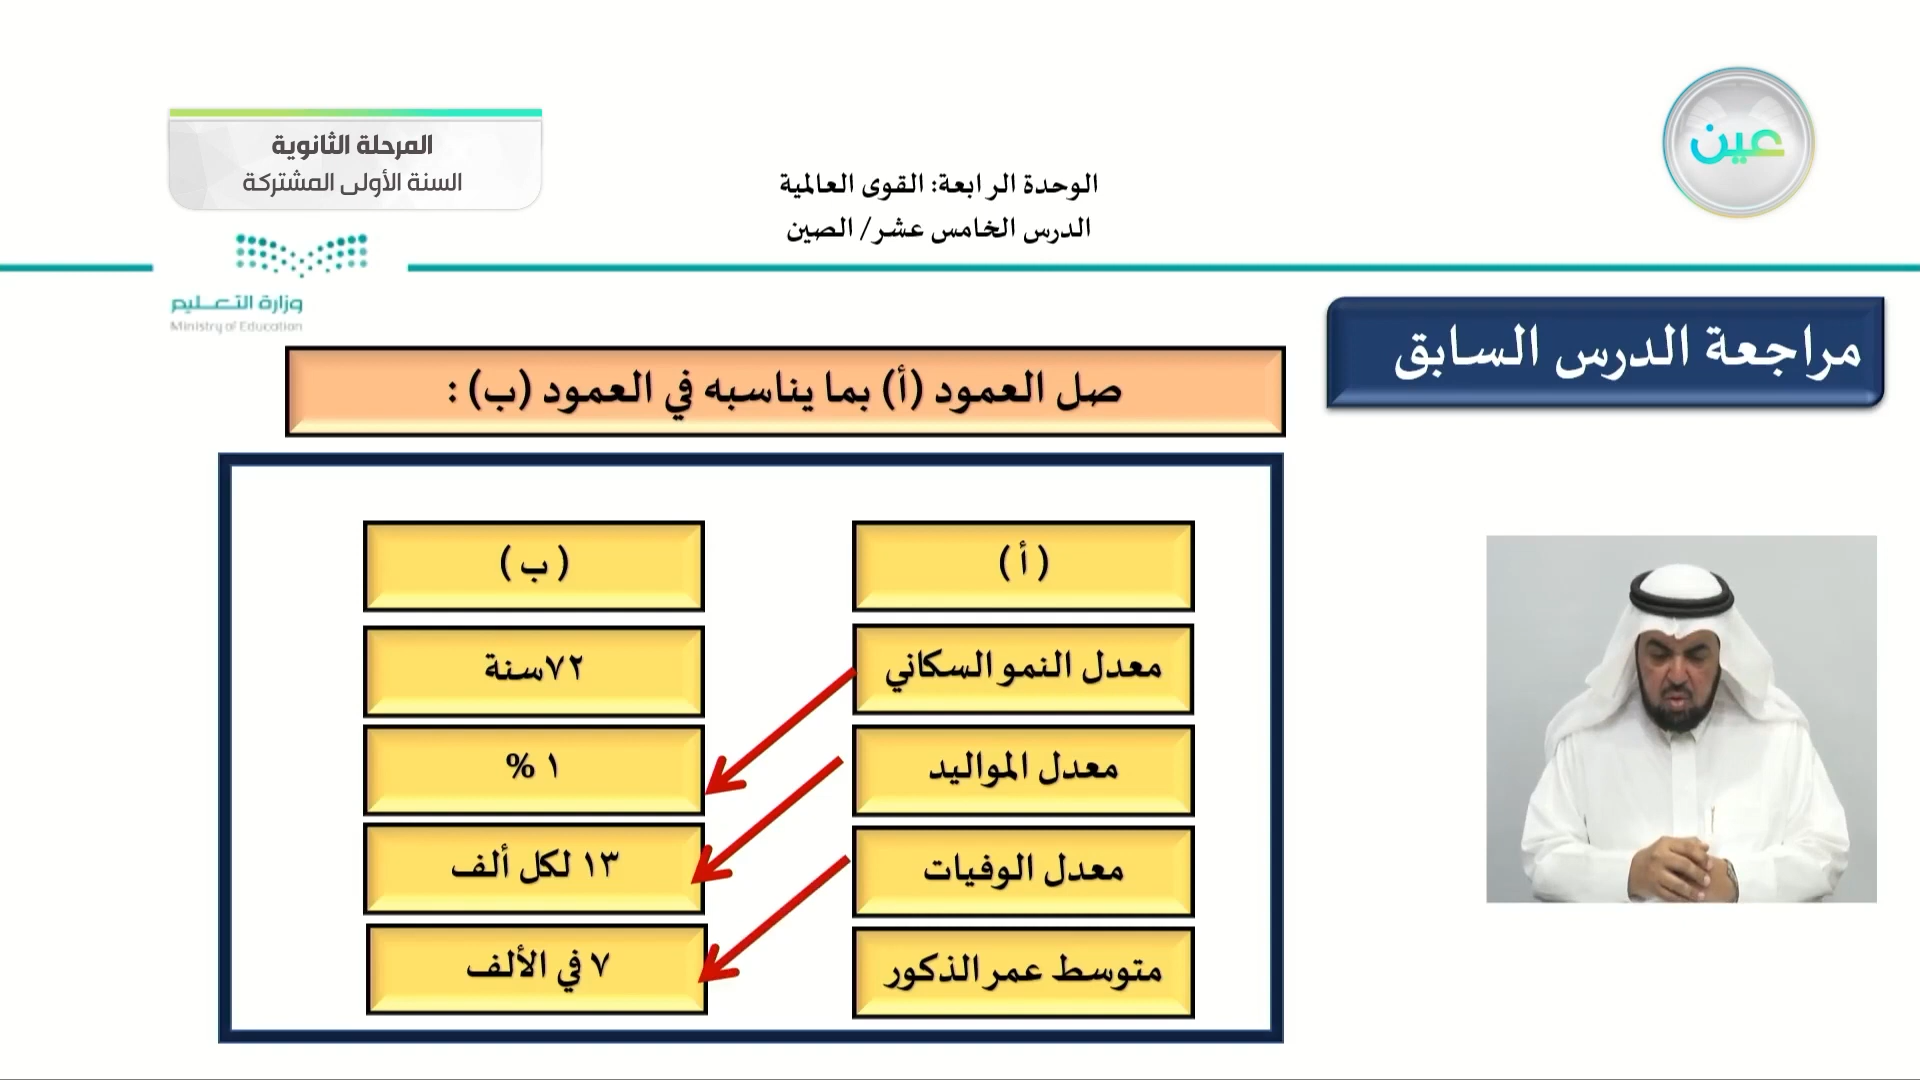 عين
المرحلة الثانوية
السنة الأولى المشتركة
الوحدة الرابعة: القوى العالمية
الدرس الخامس عشر/ الصين
وزارة التعـــليم
Ministry of Education
مراجعة الدرس السابق
صل العمود (أ) بما يناسبه في العمود (ب) :
( أ )
( ب )
معدل النمو السكاني
٧٢سنة
معدل المواليد
١ %
معدل الوفيات
١٣ لكل ألف
متوسط عمر الذكور
٧ في الألف